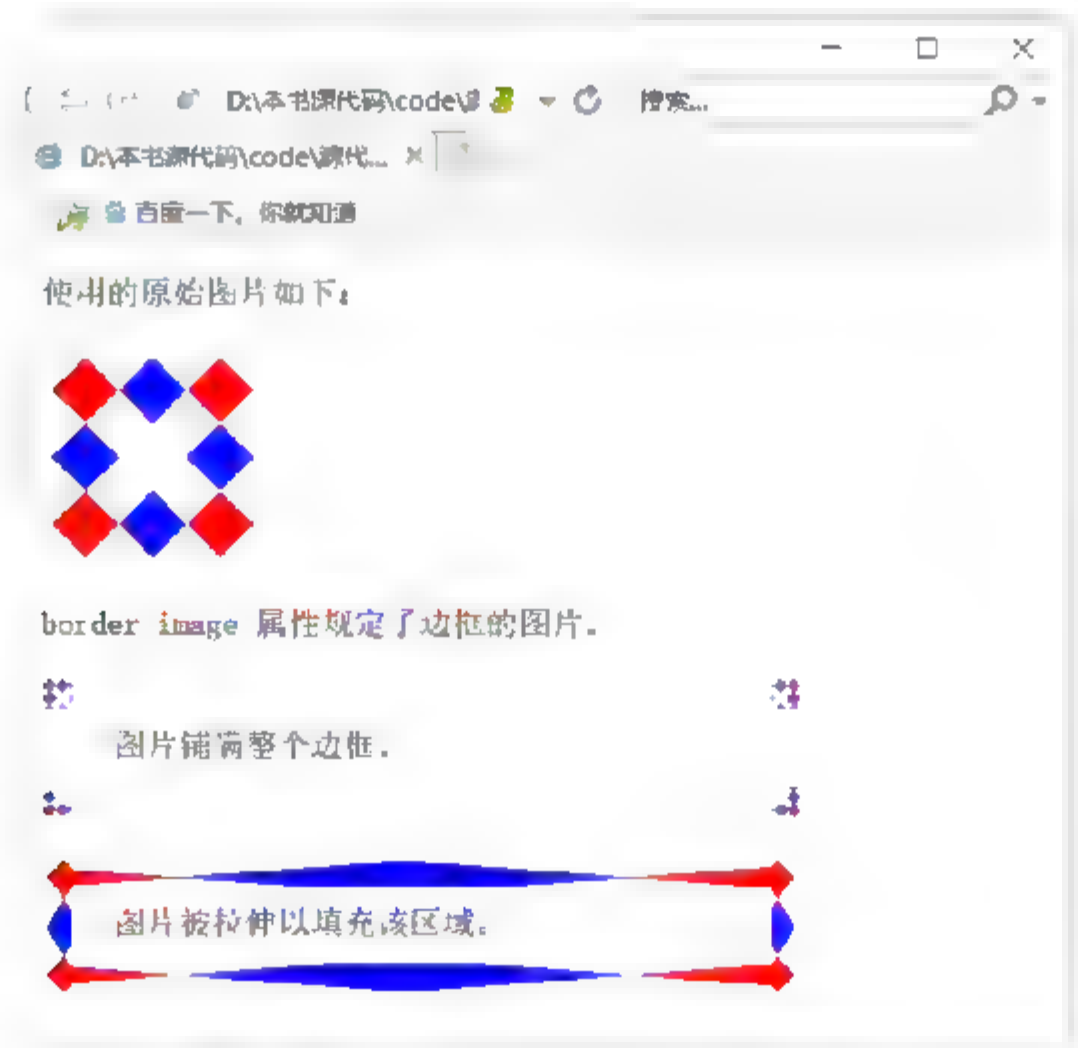 D:\本书源代码\code\ 搜索...
D:\本书源代码\code\源代...
百度一下，你就知道
使用的原始图片如下：
border image 属性规定了边框的图片.
图片铺满整个边框.
图片被拉伸以填充该区域。